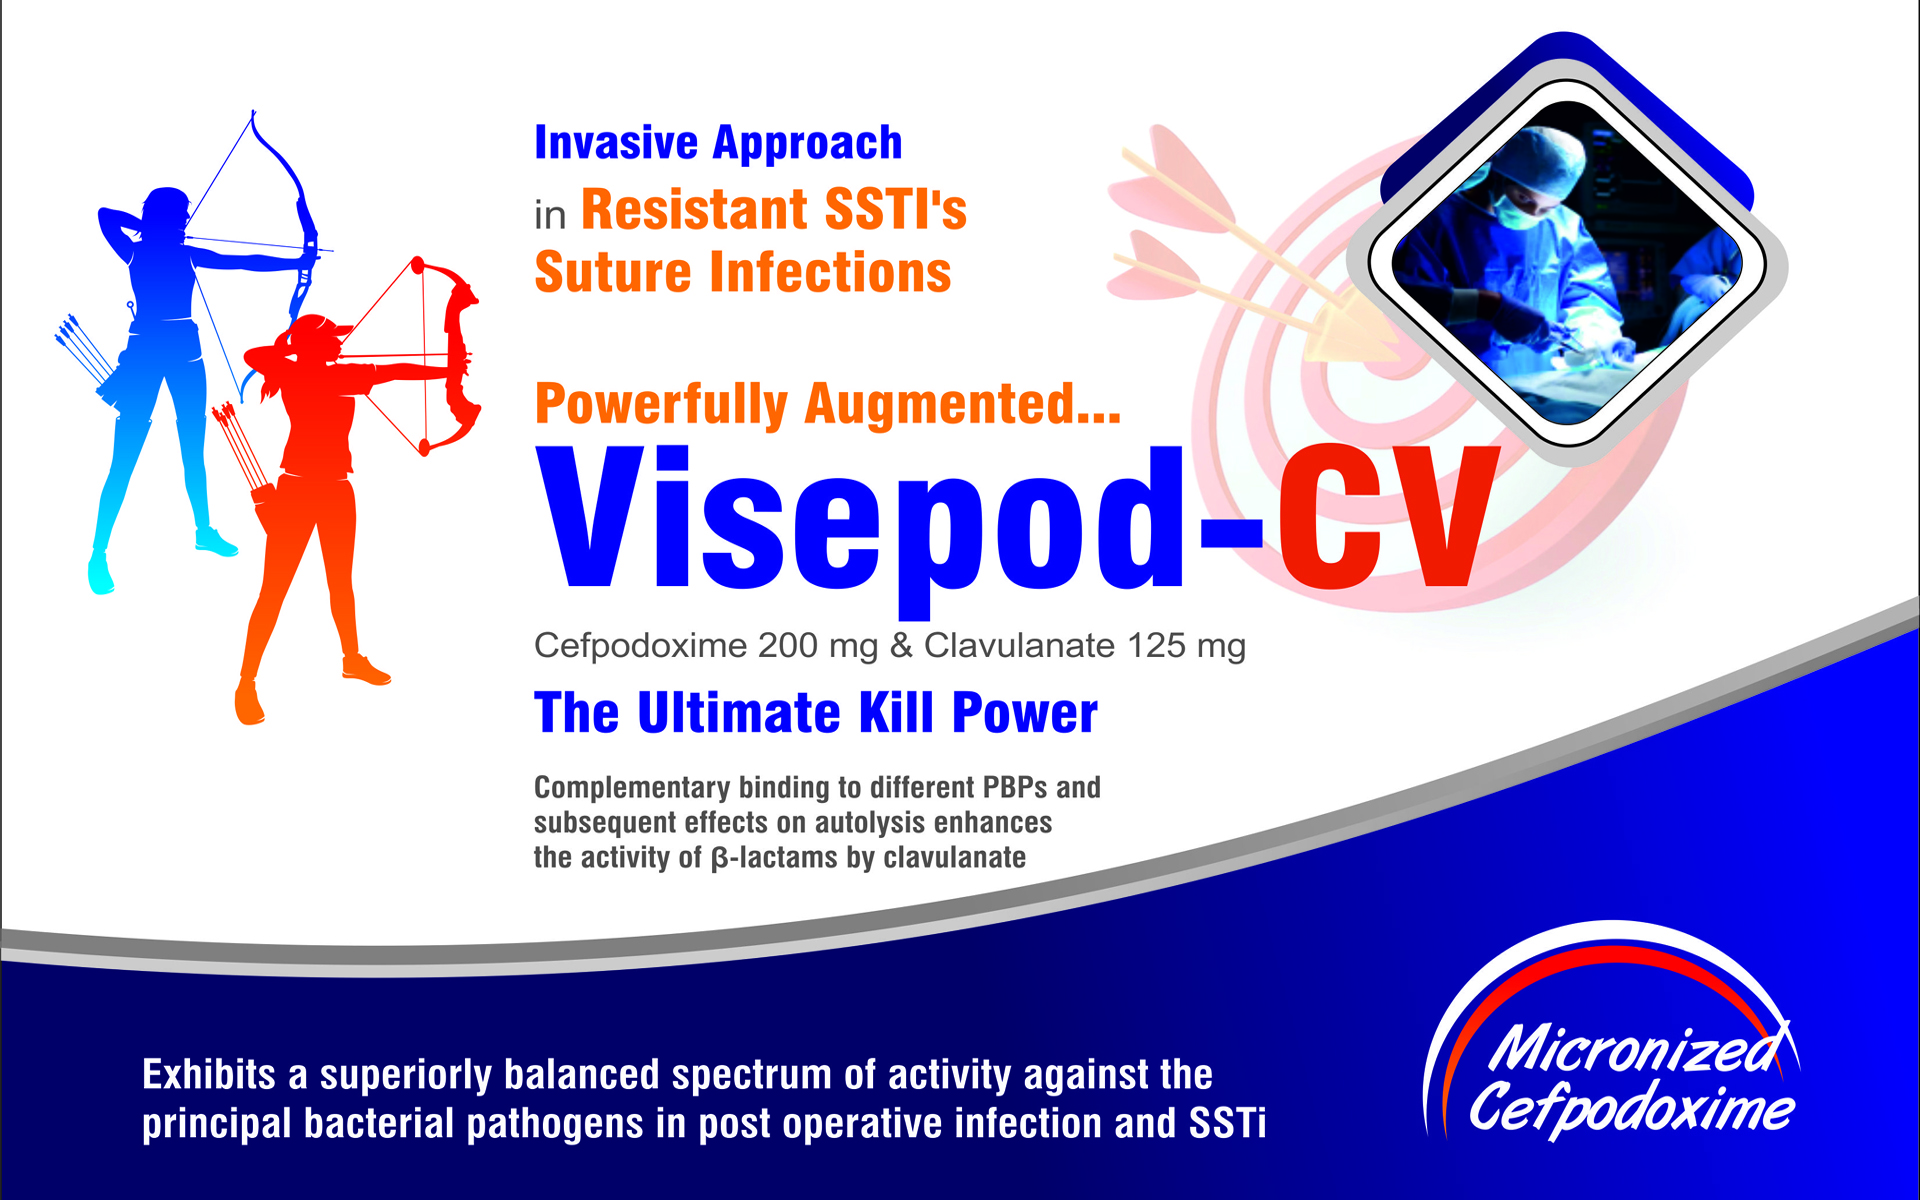 Invasive Approach
in Resistant SSTI's
Suture Infections
Powerfully Augmented...
Visepod-CV
Cefpodoxime 200 mg & Clavulanate 125 mg
The Ultimate Kill Power
Complementary binding to different PBPs and
subsequent effects on autolysis enhances
the activity of β-lactams by clavulanate
Exhibits a superiorly balanced spectrum of activity against the
principal bacterial pathogens in post operative infection and SSTi
Micronized
Cefpodoxime